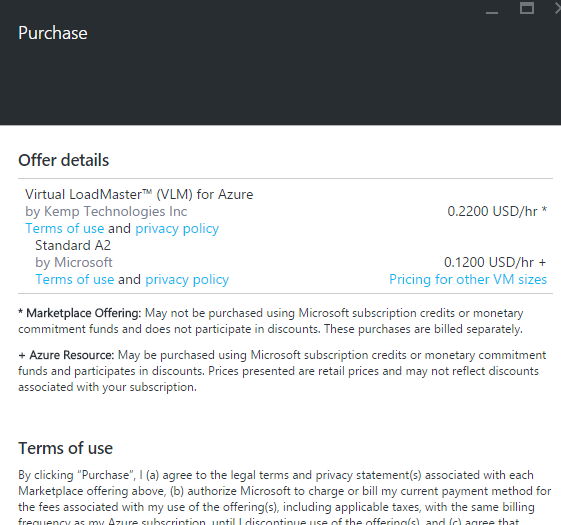 Purchase
Offer details
Virtual LoadMaster™ (VLM) for Azure
by Kemp Technologies Inc 0.2200 USD/hr *
Terms of use and privacy policy
Standard A2
by Microsoft 0.1200 USD/hr +
Terms of use and privacy policy Pricing for other VM sizes
* Marketplace Offering: May not be purchased using Microsoft subscription credits or monetary
commitment funds and does not participate in discounts. These purchases are billed separately.
+ Azure Resource: May be purchased using Microsoft subscription credits or monetary commitment
funds and participates in discounts. Prices presented are retail prices and may not reflect discounts
associated with your subscription.
Terms of use
By clicking "Purchase", I (a) agree to the legal terms and privacy statement(s) associated with each
Marketplace offering above, (b) authorize Microsoft to charge or bill my current payment method for
the fees associated with my use of the offering(s), including applicable taxes, with the same billing
frequency as my Azure subscription, until I discontinue use of the offering(s), and (c) agree that